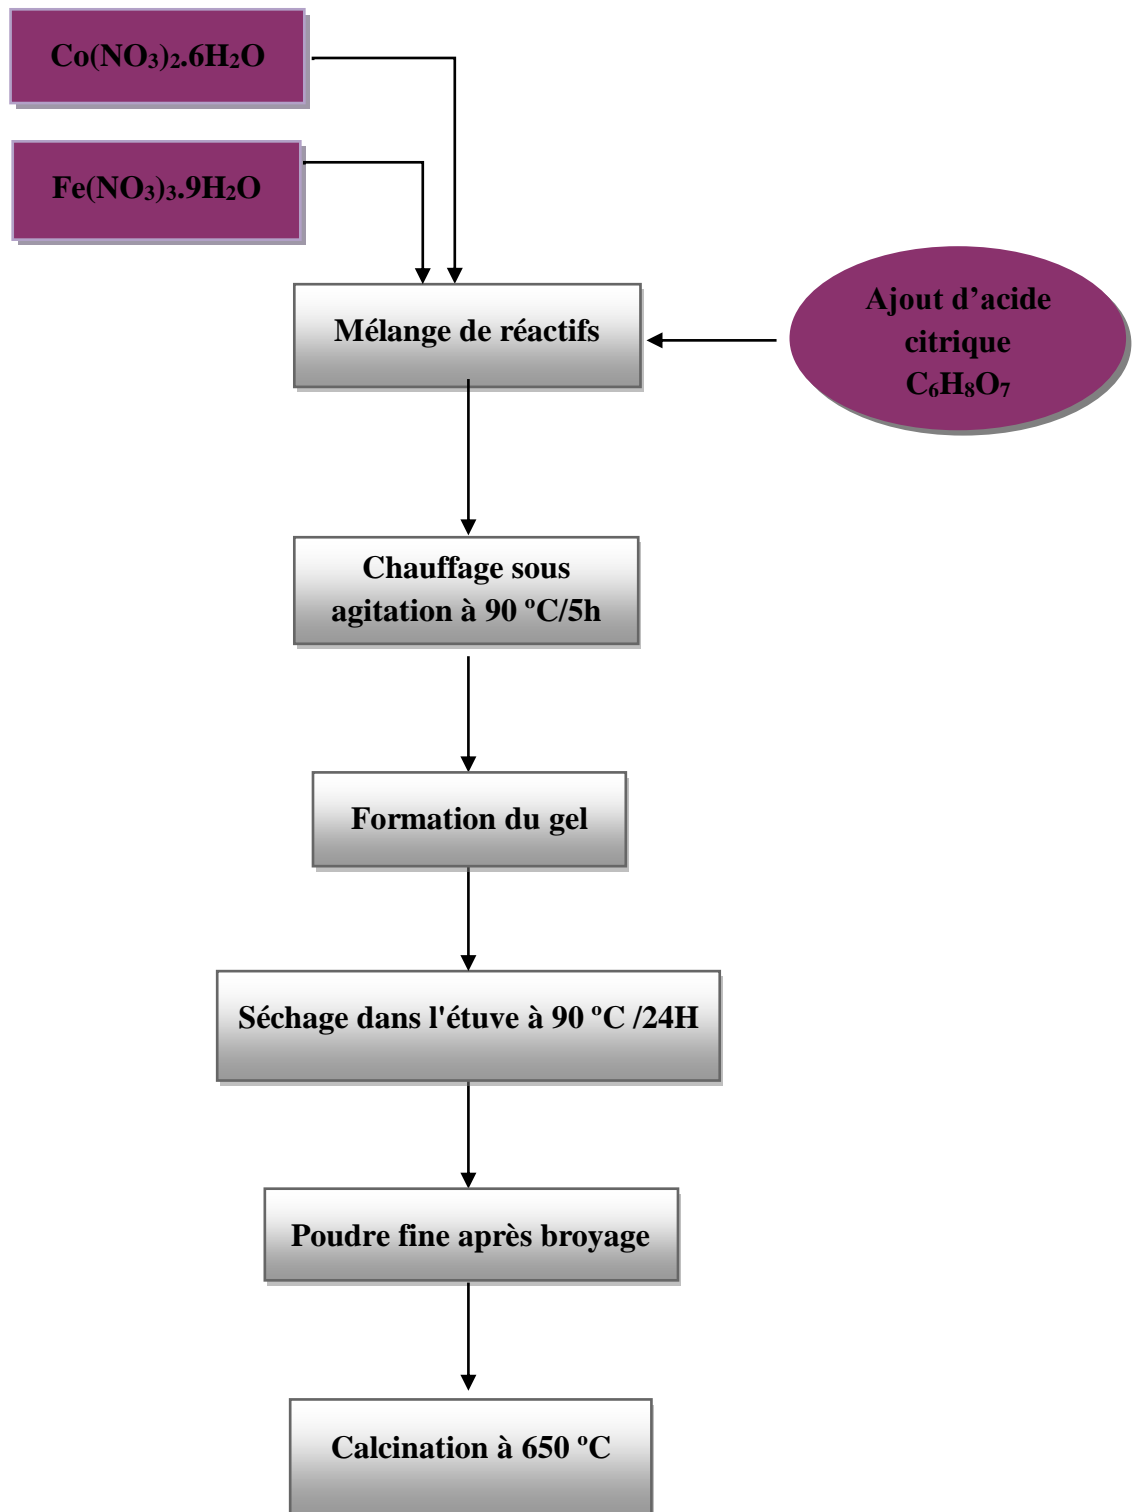 Co(NO₃)₂.6H₂O
Fe(NO₃)₃.9H₂O
Mélange de réactifs
Ajout d’acide
citrique
C₆H₈O₇
Chauffage sous
agitation à 90 ºC/5h
Formation du gel
Séchage dans l'étuve à 90 ºC /24H
Poudre fine après broyage
Calcination à 650 ºC